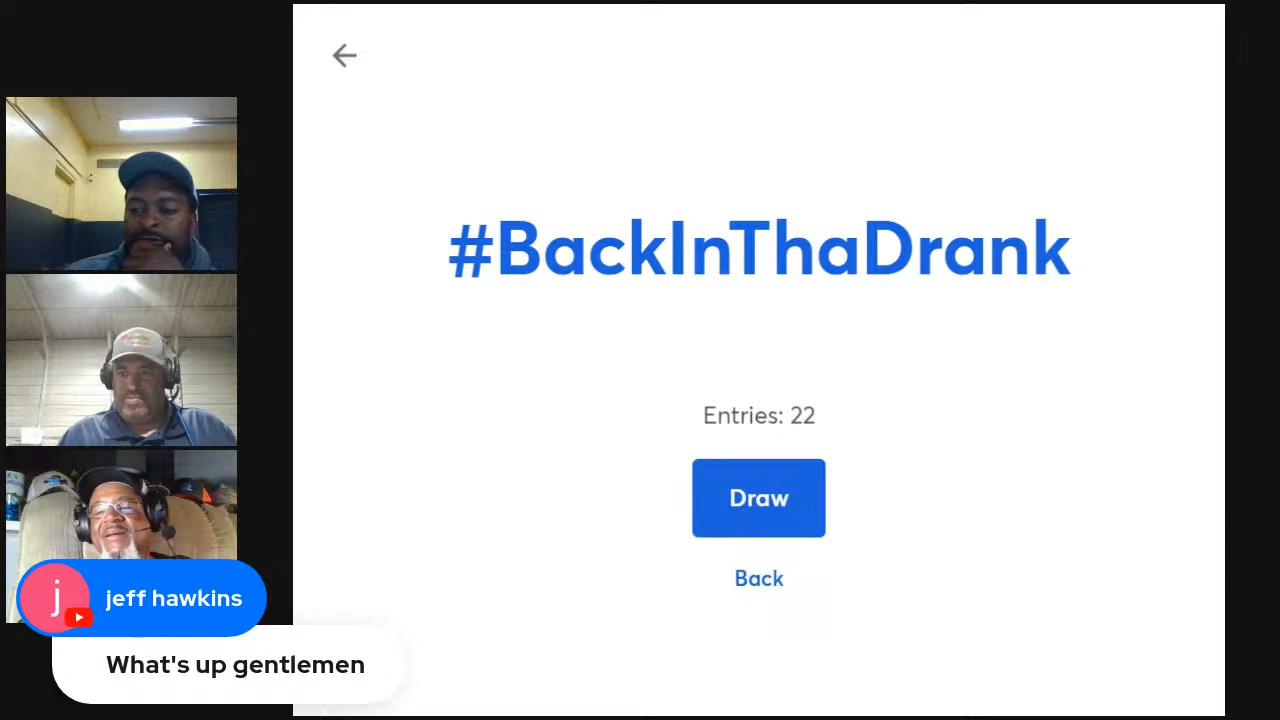 #BackInThaDrank
Entries: 22
Draw
Back
j
jeff hawkins
What's up gentlemen